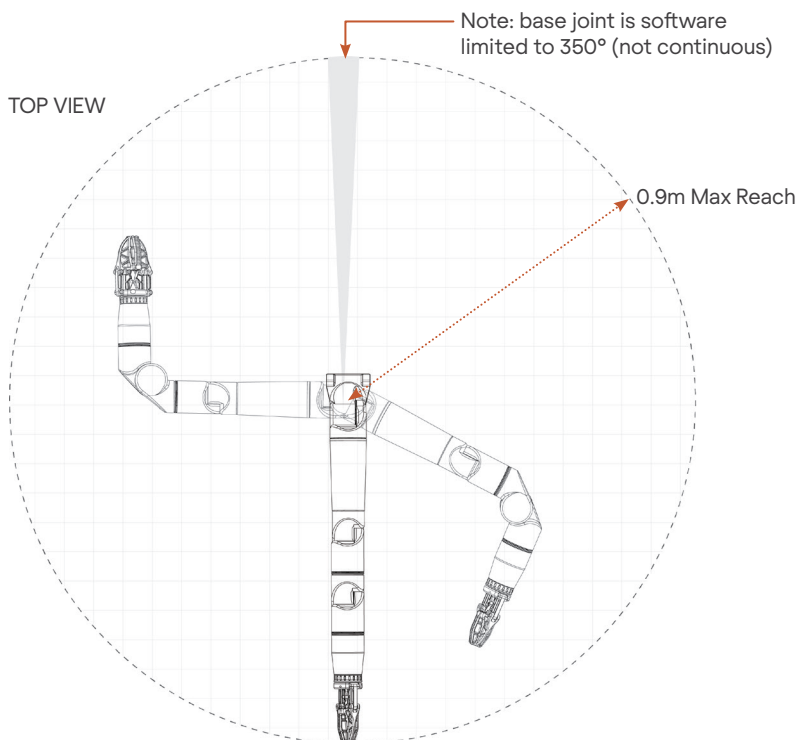 Note: base joint is software
limited to 350° (not continuous)
TOP VIEW
0.9m Max Reach